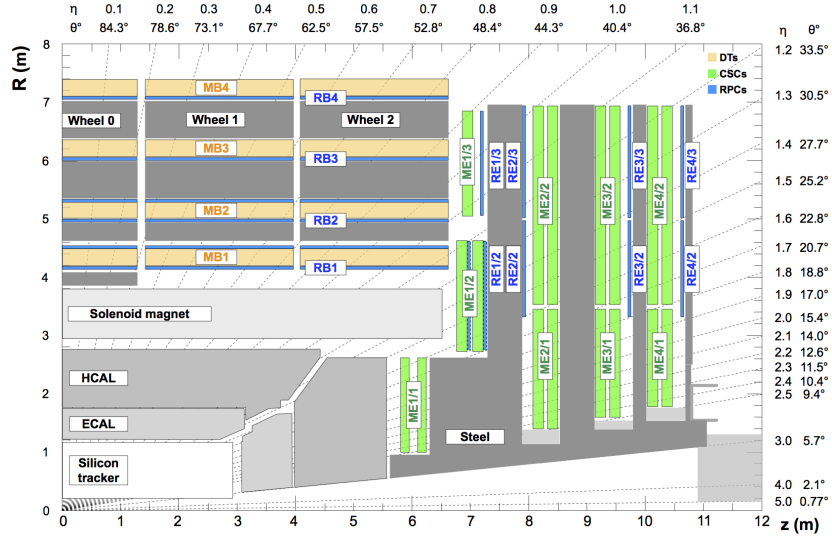 η 0.1 0.2 0.3 0.4 0.5 0.6 0.7 0.8 0.9 1.0 1.1 η θ°
θ° 84.3° 78.6° 73.1° 67.7° 62.5° 57.5° 52.8° 48.4° 44.3° 40.4° 36.8°
R (m)
8
7
6
5
4
3
2
1
0
1.2 33.5°
1.3 30.5°
1.4 27.7°
1.5 25.2°
1.6 22.8°
1.7 20.7°
1.8 18.8°
1.9 17.0°
2.0 15.4°
2.1 14.0°
2.2 12.6°
2.3 11.5°
2.4 10.4°
2.5 9.4°
3.0 5.7°
4.0 2.1°
5.0 0.77°
DTs
CSCs
RPCs
MB4
RB4
Wheel 0
Wheel 1
Wheel 2
MB3
RB3
MB2
RB2
MB1
RB1
Solenoid magnet
HCAL
ECAL
Silicon
tracker
Steel
ME1/1
ME1/2
ME1/3
RE1/3
RE2/3
RE1/2
RE2/2
ME2/2
ME2/1
ME3/2
ME3/1
RE3/3
RE3/2
ME4/2
ME4/1
RE4/3
RE4/2
0 1 2 3 4 5 6 7 8 9 10 11 12
z (m)